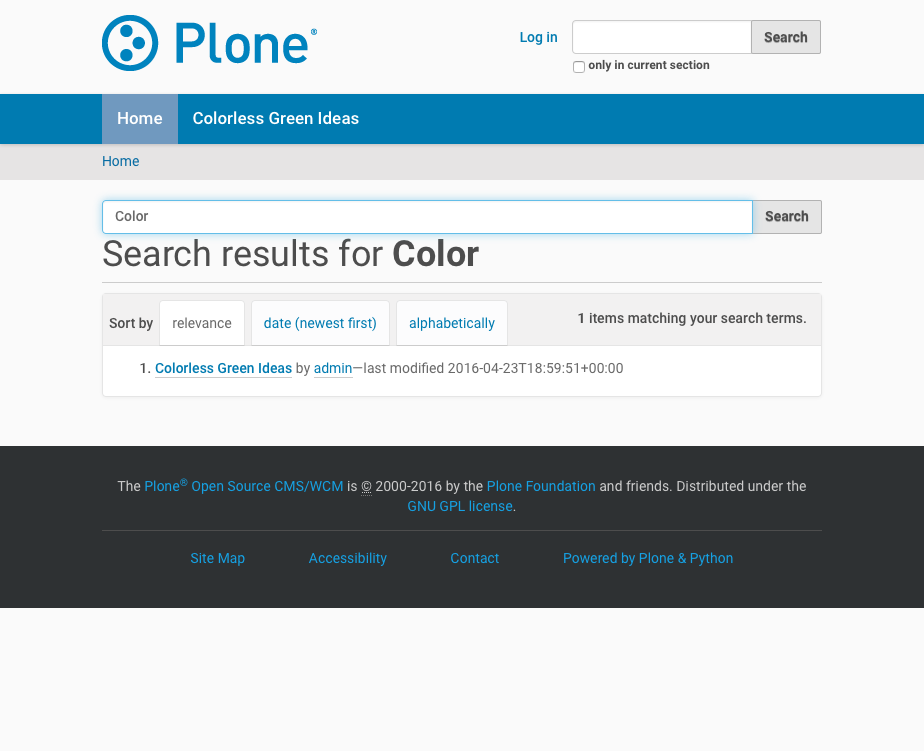 Plone®
Log in
Search
only in current section
Home
Colorless Green Ideas
Home
Color
Search
Search results for Color
Sort by
relevance
date (newest first)
alphabetically
1 items matching your search terms.
1. Colorless Green Ideas by admin—last modified 2016-04-23T18:59:51+00:00
The Plone® Open Source CMS/WCM is © 2000-2016 by the Plone Foundation and friends. Distributed under the
GNU GPL license.
Site Map
Accessibility
Contact
Powered by Plone & Python